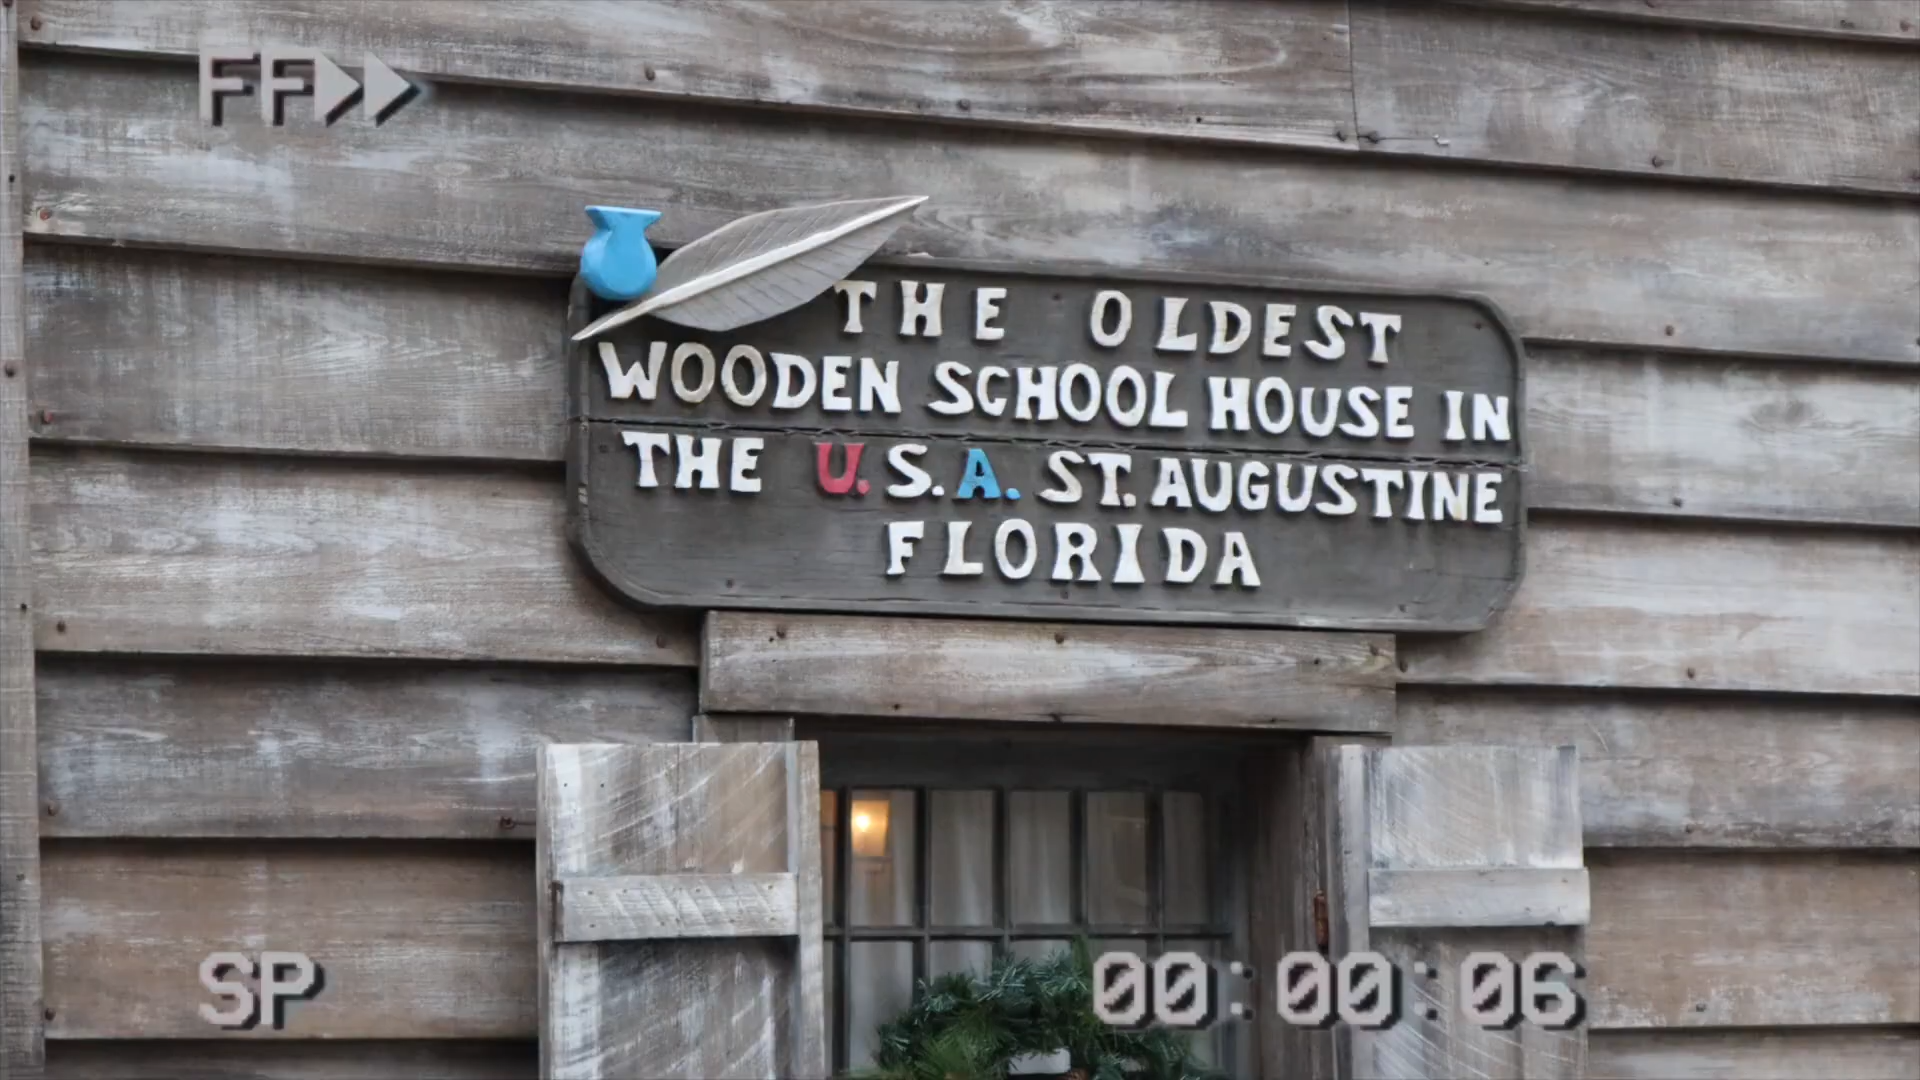 FF
THE OLDEST
WOODEN SCHOOL HOUSE IN
THE U.S.A. ST. AUGUSTINE
FLORIDA
SP
00:00:06